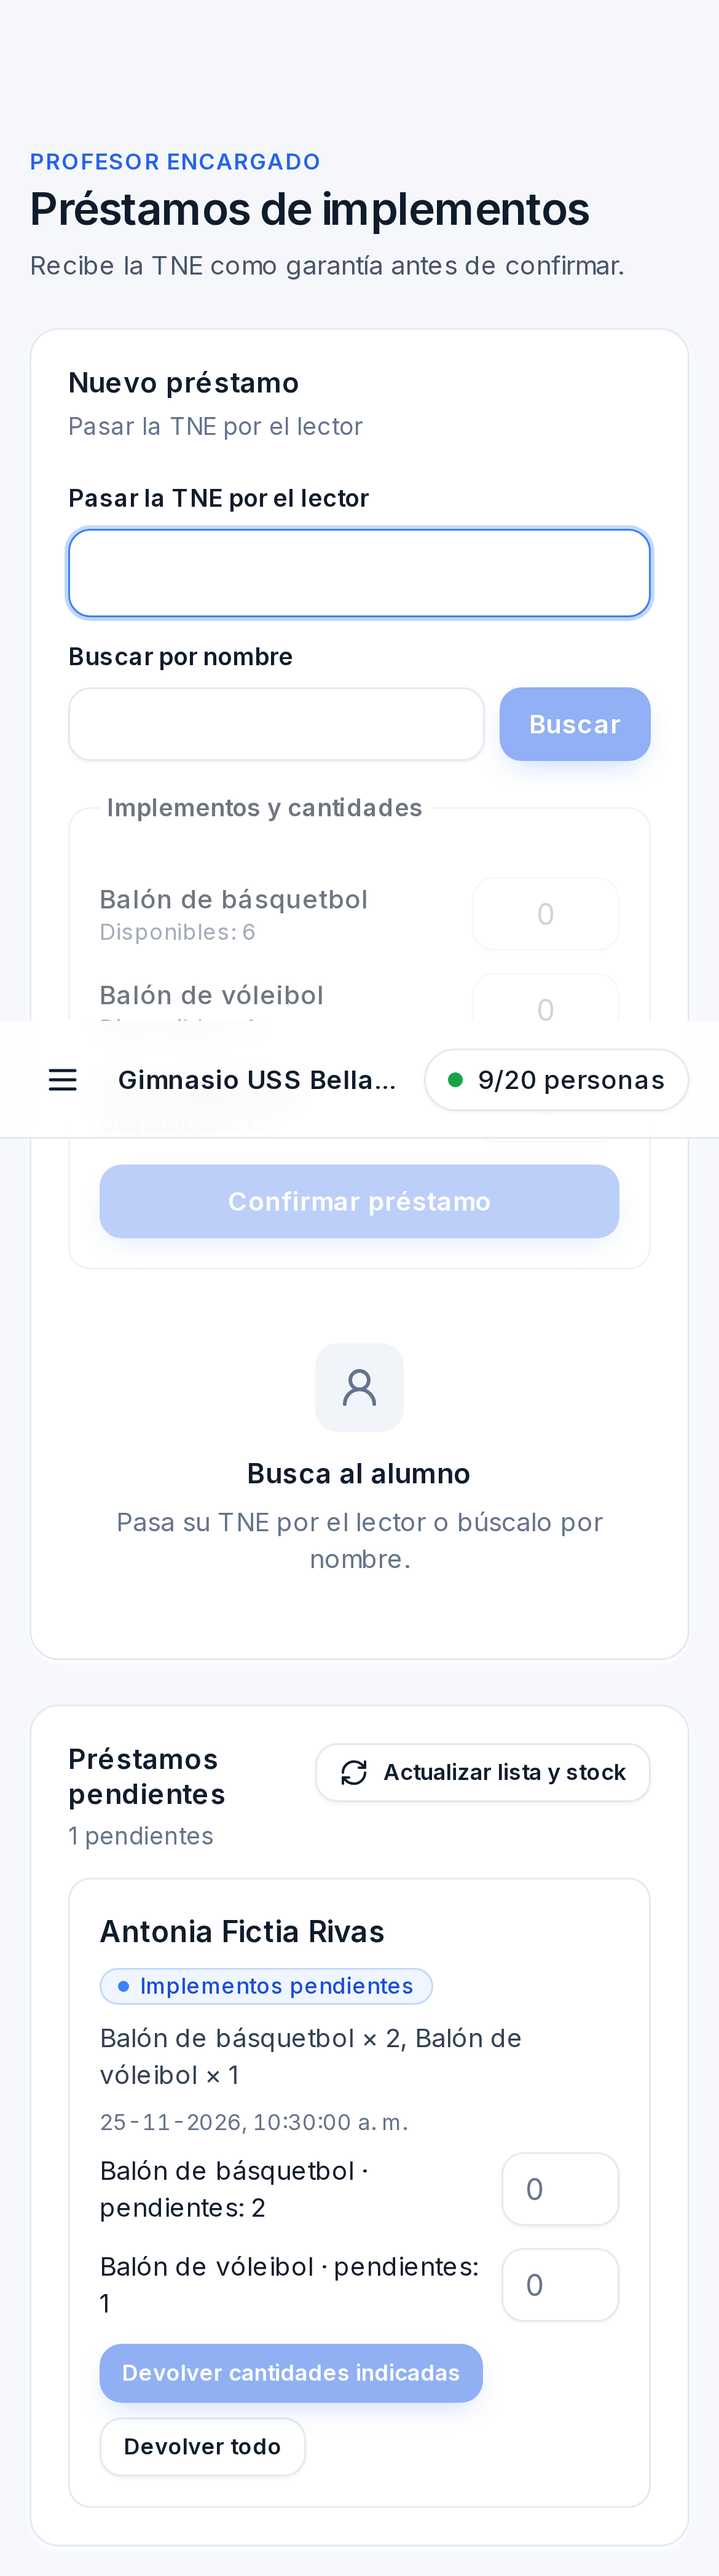 PROFESOR ENCARGADO
Préstamos de implementos
Recibe la TNE como garantía antes de confirmar.
Nuevo préstamo
Pasar la TNE por el lector
Pasar la TNE por el lector
Buscar por nombre
Buscar
Implementos y cantidades
Balón de básquetbol
Disponibles: 6
0
Balón de vóleibol
0
Gimnasio USS Bella...
9/20 personas
Confirmar préstamo
Busca al alumno
Pasa su TNE por el lector o búscalo por
nombre.
Préstamos
pendientes
Actualizar lista y stock
1 pendientes
Antonia Fictia Rivas
Implementos pendientes
Balón de básquetbol × 2, Balón de
vóleibol × 1
25-11-2026, 10:30:00 a. m.
Balón de básquetbol ·
pendientes: 2
0
Balón de vóleibol · pendientes:
1
0
Devolver cantidades indicadas
Devolver todo